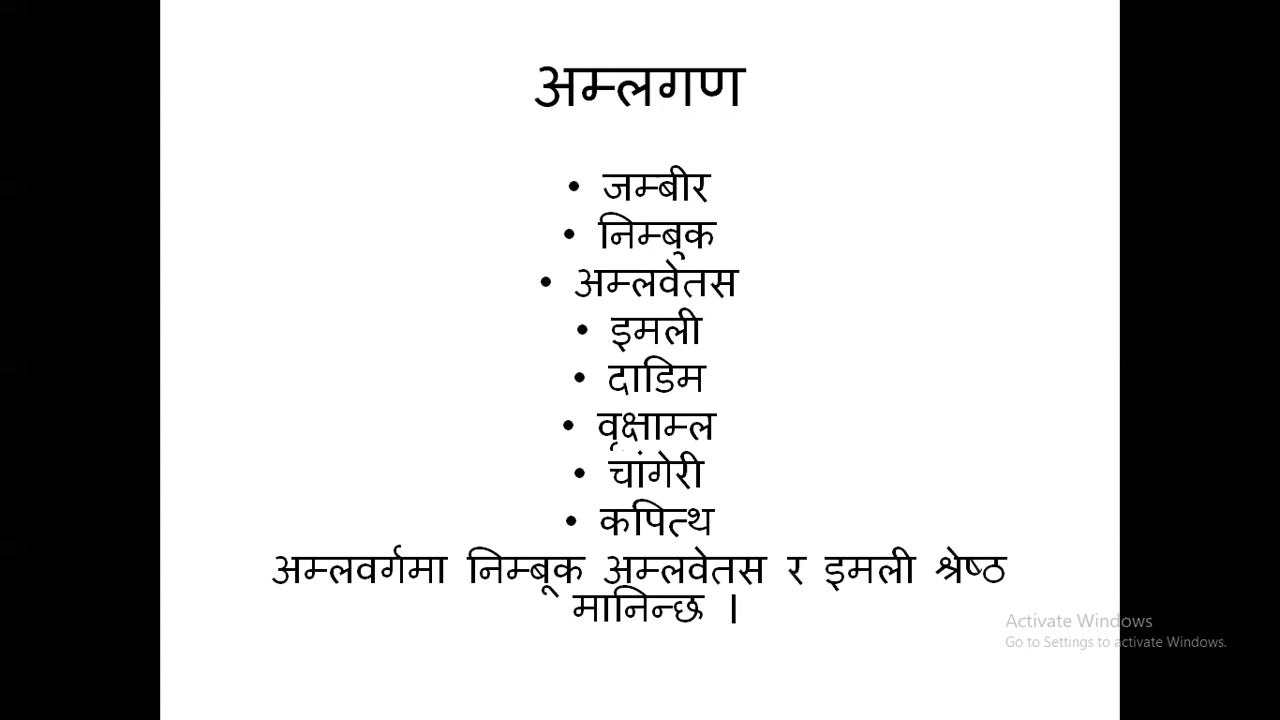 अम्लगण
• जम्बीर
• निम्बुक
• अम्लवेतस
• इमली
• दाडिम
• वृक्षाम्ल
• चांगेरी
• कपित्थ
अम्लवर्गमा निम्बूक अम्लवेतस र इमली श्रेष्ठ
मानिन्छ ।
Activate Windows
Go to Settings to activate Windows.